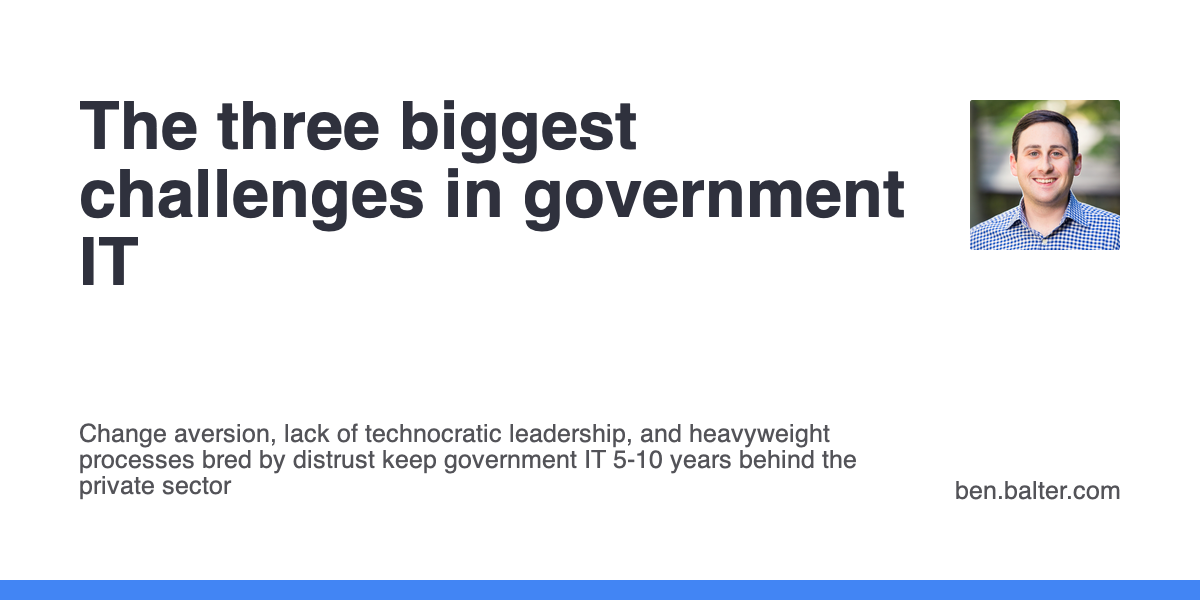 The three biggest
challenges in government
IT
Change aversion, lack of technocratic leadership, and heavyweight
processes bred by distrust keep government IT 5-10 years behind the
private sector
ben.balter.com